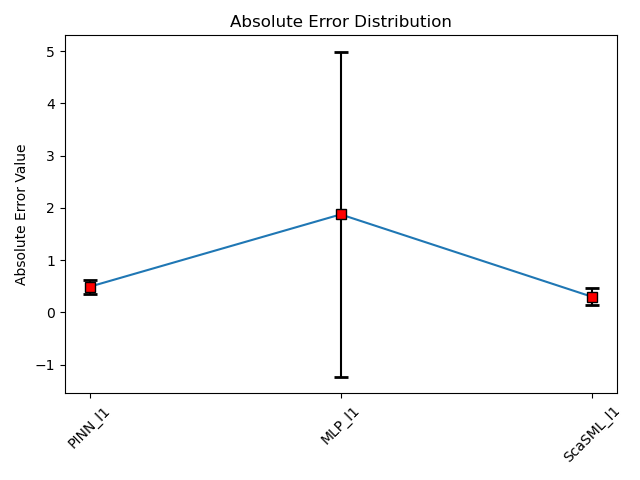 Absolute Error Distribution
Absolute Error Value
5
4
3
2
1
0
−1
PINN_l1
MLP_l1
ScaSML_l1